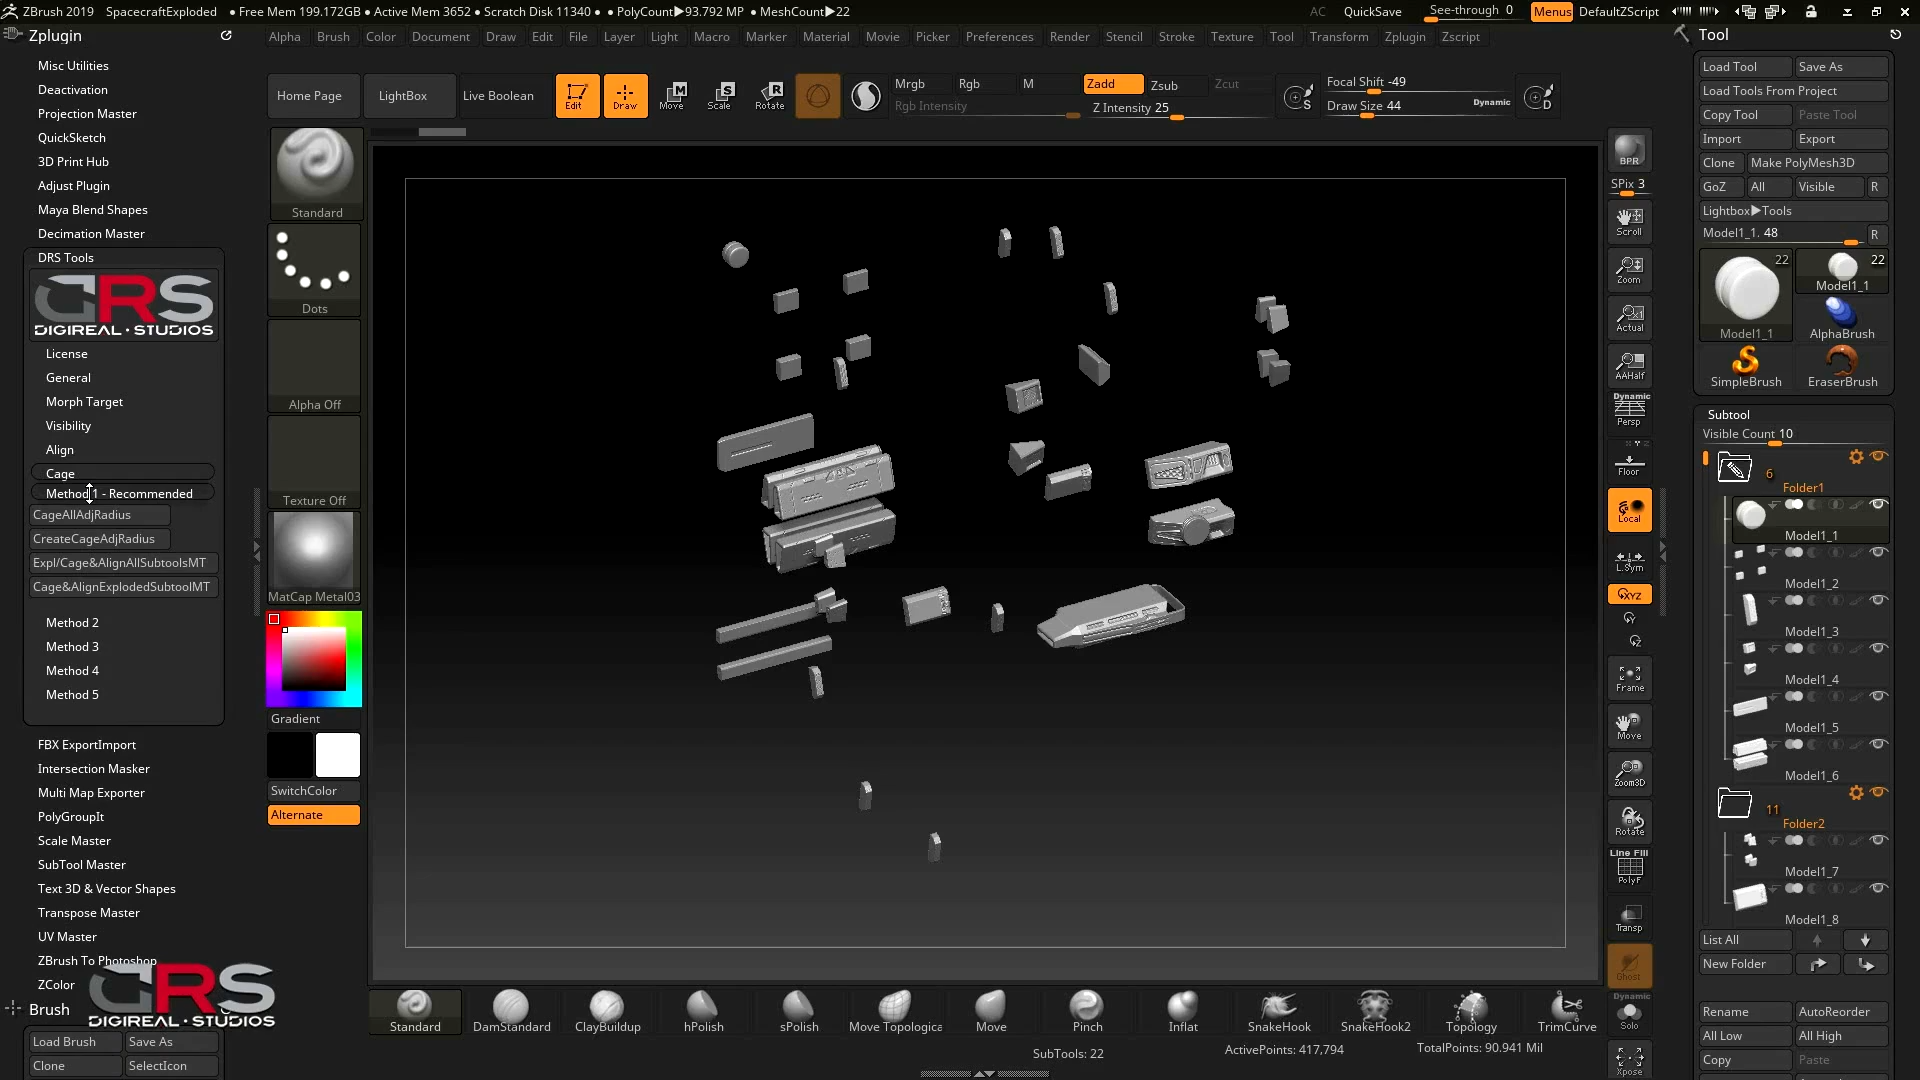 ZBrush 2019 SpacecraftExploded ● Free Mem 199.172GB ● Active Mem 3652 ● Scratch Disk 11340 ● ● PolyCount▶93.792 MP ● MeshCount▶22 AC QuickSave See-through 0 Menus DefaultZScript
Zplugin
Alpha Brush Color Document Draw Edit File Layer Light Macro Marker Material Movie Picker Preferences Render Stencil Stroke Texture Tool Transform Zplugin Zscript
Misc Utilities
Deactivation
Projection Master
QuickSketch
3D Print Hub
Adjust Plugin
Maya Blend Shapes
Decimation Master
DRS Tools
DRS
DIGIREAL·STUDIOS
License
General
Morph Target
Visibility
Align
Cage
Method 1 - Recommended
CageAllAdjRadius
CreateCageAdjRadius
Expl/Cage&AlignAllSubtoolsMT
Cage&AlignExplodedSubtoolMT
Method 2
Method 3
Method 4
Method 5
FBX ExportImport
Intersection Masker
Multi Map Exporter
PolyGroupIt
Scale Master
SubTool Master
Text 3D & Vector Shapes
Transpose Master
UV Master
ZBrush To Photoshop
ZColor
DRS
DIGIREAL·STUDIOS
Brush
Load Brush Save As
Clone SelectIcon
Home Page LightBox Live Boolean Edit Draw Move Scale Rotate
Mrgb Rgb M Zadd Zsub Zcut
Rgb Intensity Z Intensity 25
Focal Shift -49
Draw Size 44 Dynamic
S D
Standard
Dots
Alpha Off
Texture Off
MatCap Metal03
Gradient
SwitchColor
Alternate
BPR
SPix 3
Scroll
Zoom
Actual
AAHalf
Dynamic
Persp
Floor
Local
L.Sym
XYZ
Frame
Move
Zoom3D
Rotate
Line Fill
PolyF
Transp
Ghost
Dynamic
Solo
Xpose
Standard DamStandard ClayBuildup hPolish sPolish Move Topologica Move Pinch Inflat SnakeHook SnakeHook2 Topology TrimCurve
SubTools: 22 ActivePoints: 417,794 TotalPoints: 90.941 Mil
Tool
Load Tool Save As
Load Tools From Project
Copy Tool Paste Tool
Import Export
Clone Make PolyMesh3D
GoZ All Visible R
Lightbox▶Tools
Model1_1. 48 R
22 22
Model1_1
Model1_1 AlphaBrush
SimpleBrush EraserBrush
Subtool
Visible Count 10
6
Folder1
Model1_1
Model1_2
Model1_3
Model1_4
Model1_5
Model1_6
11
Folder2
Model1_7
Model1_8
List All
New Folder
Rename AutoReorder
All Low All High
Copy Paste